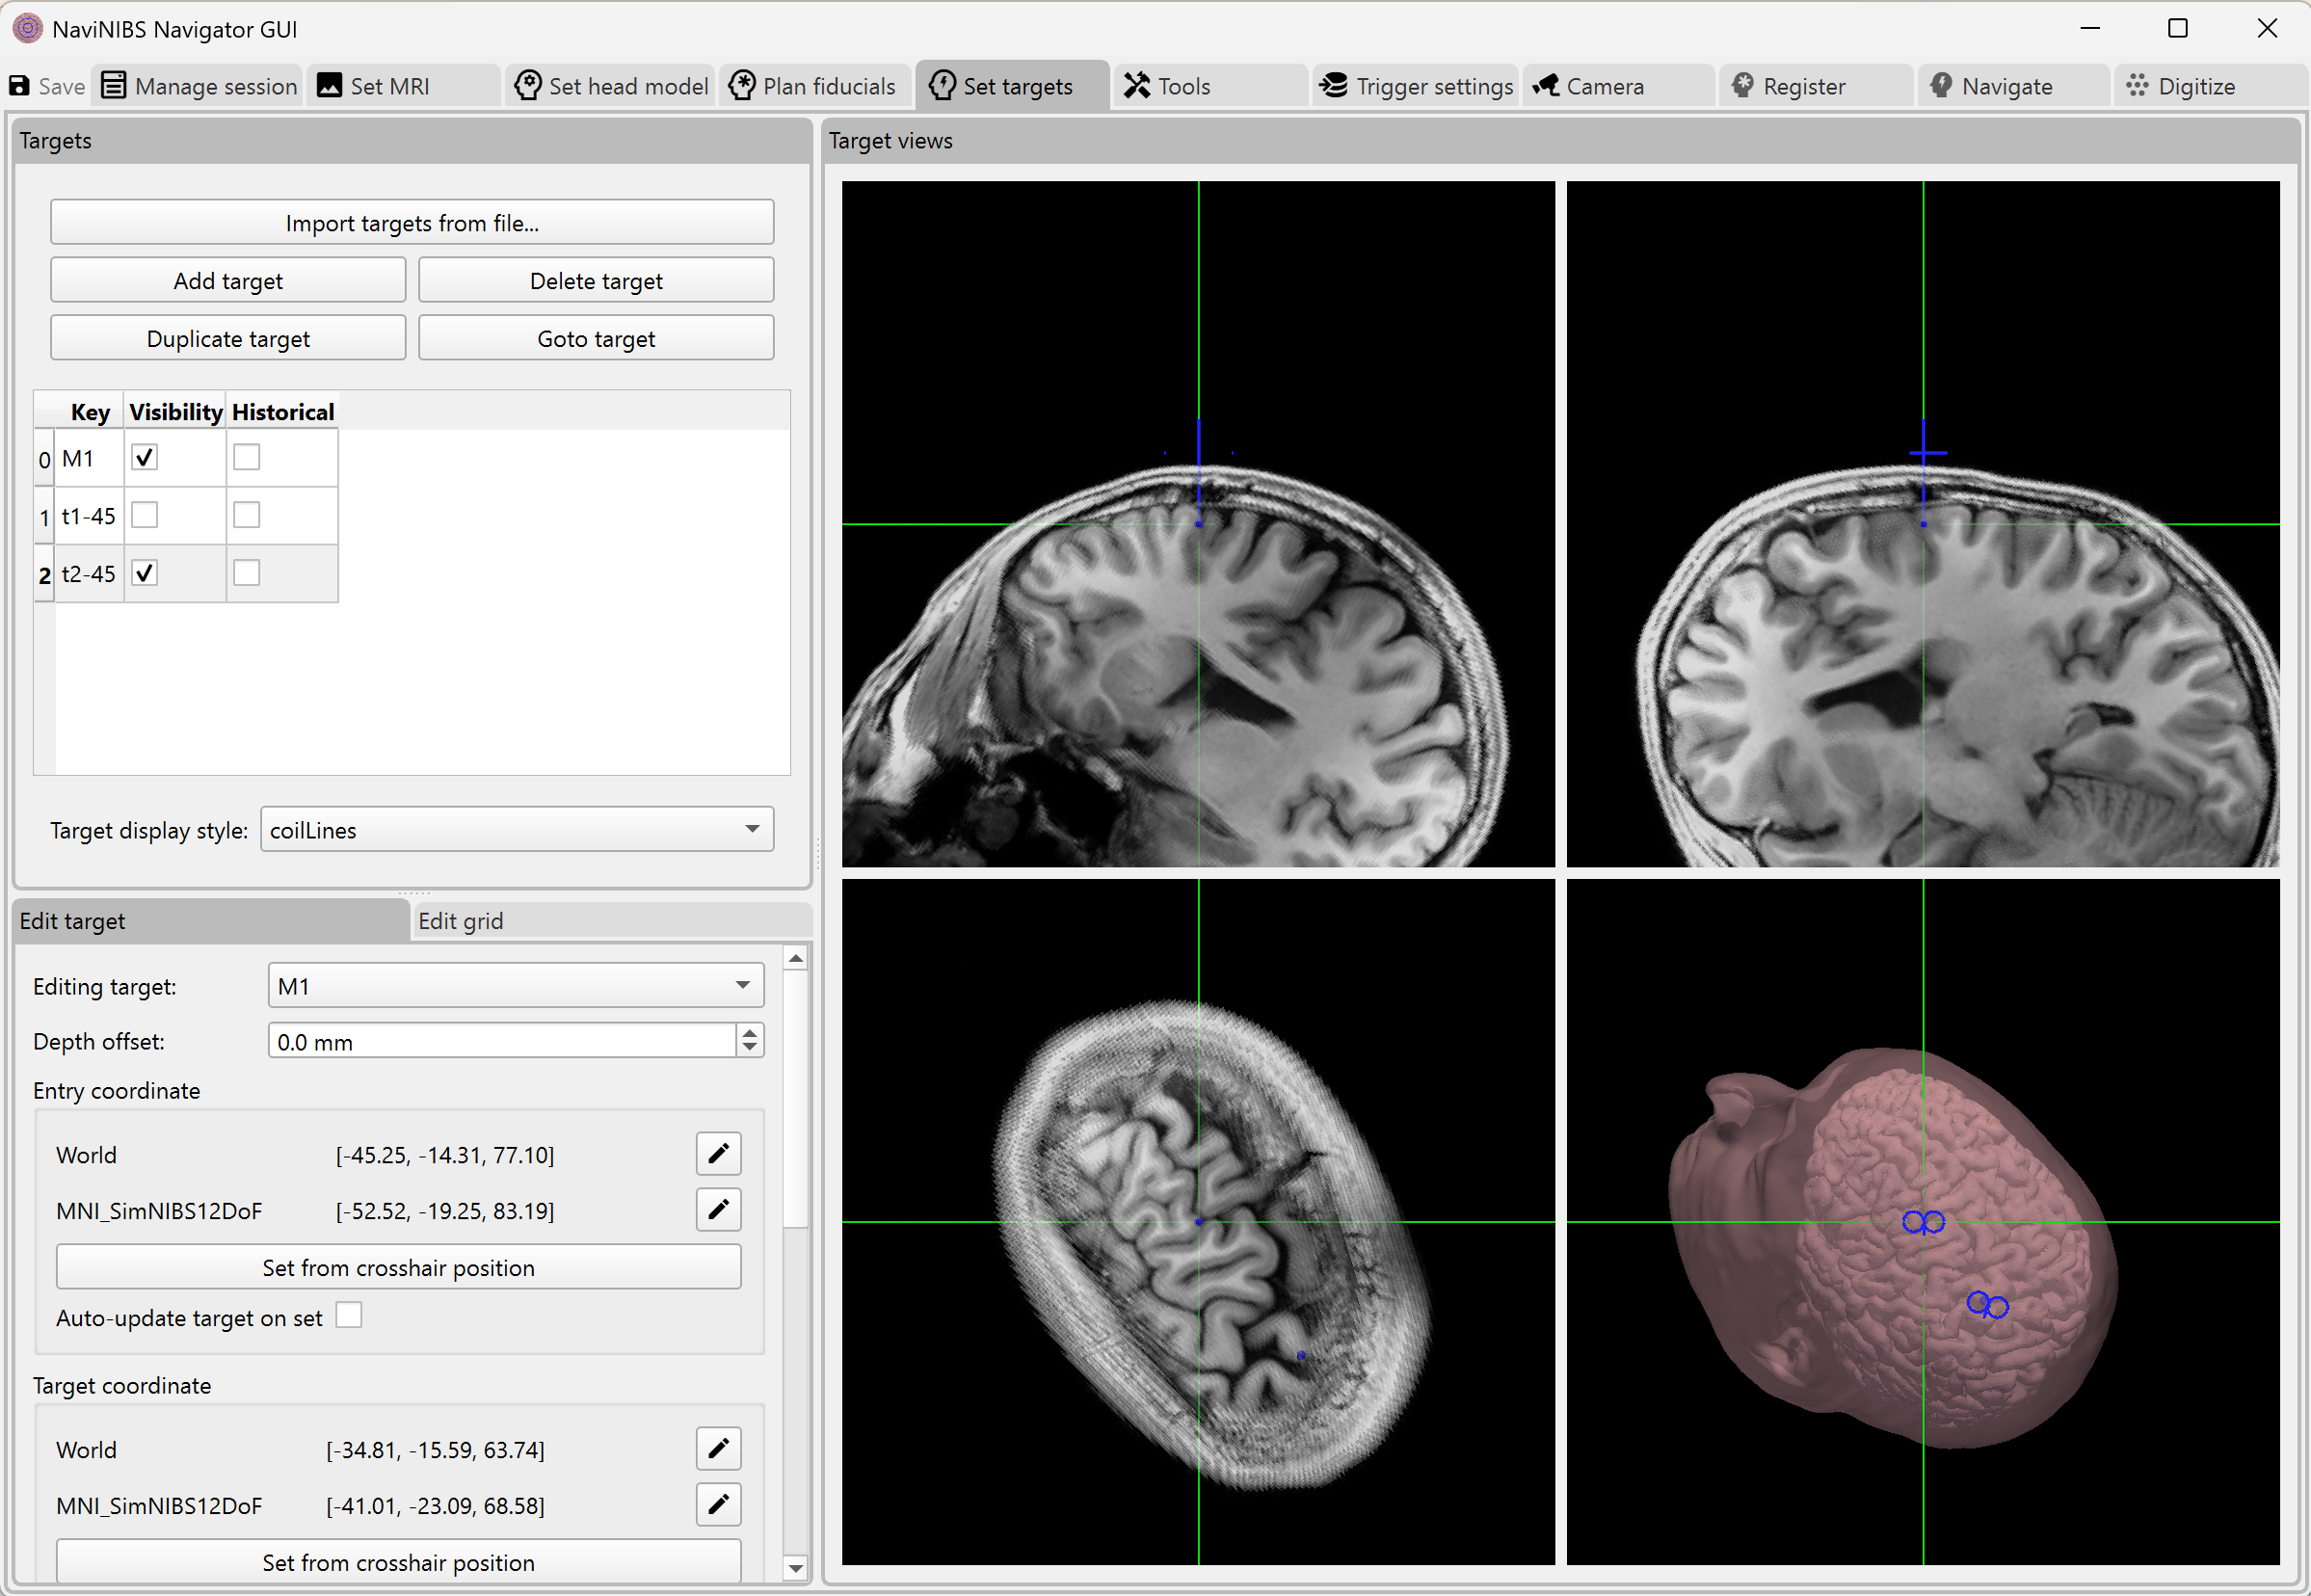 NaviNIBS Navigator GUI
Save Manage session Set MRI Set head model Plan fiducials Set targets Tools Trigger settings Camera Register Navigate Digitize
Targets
Import targets from file...
Add target Delete target
Duplicate target Goto target
Key Visibility Historical
0 M1
1 t1-45
2 t2-45
Target display style: coilLines
Edit target Edit grid
Editing target: M1
Depth offset: 0.0 mm
Entry coordinate
World [-45.25, -14.31, 77.10]
MNI_SimNIBS12DoF [-52.52, -19.25, 83.19]
Set from crosshair position
Auto-update target on set
Target coordinate
World [-34.81, -15.59, 63.74]
MNI_SimNIBS12DoF [-41.01, -23.09, 68.58]
Set from crosshair position
Target views